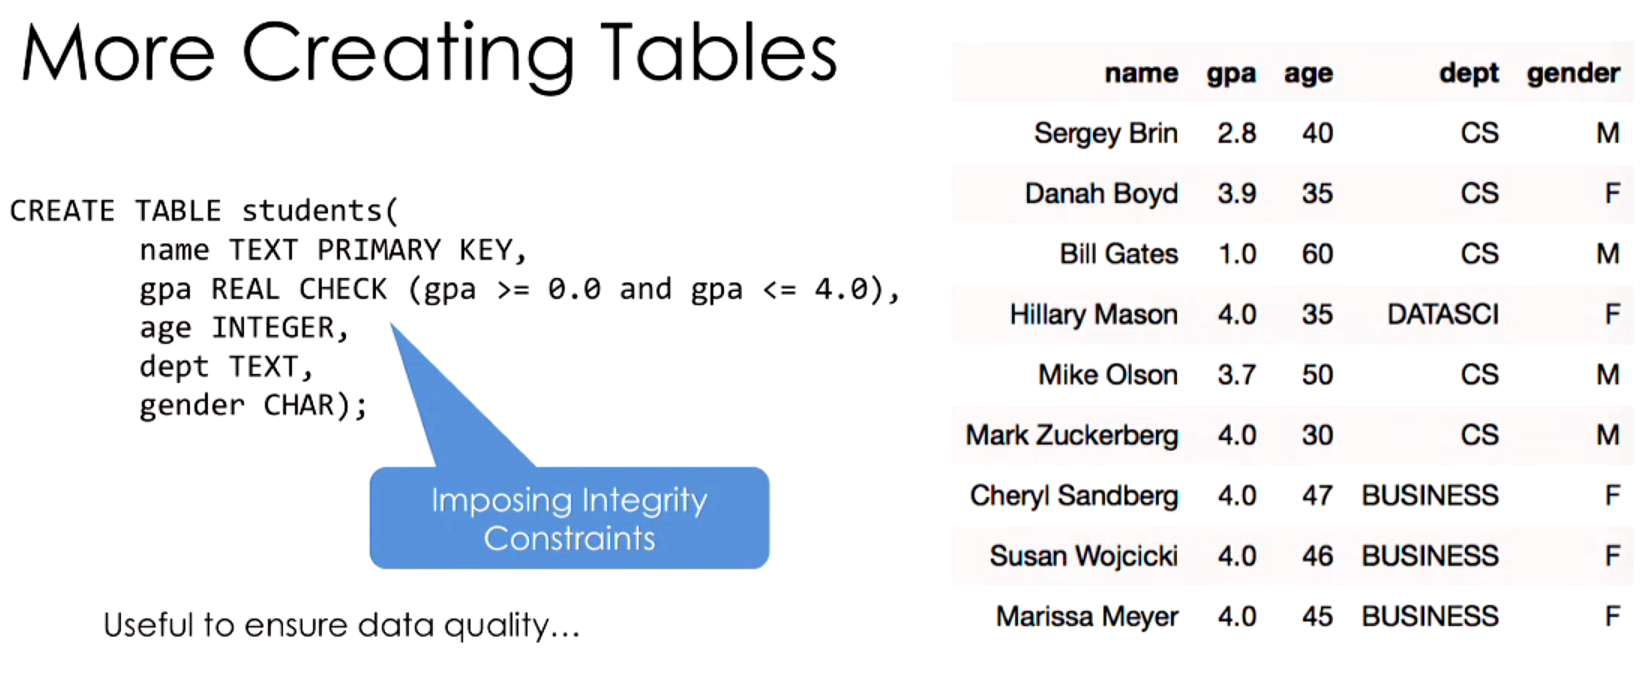 More Creating Tables
CREATE TABLE students(
name TEXT PRIMARY KEY,
gpa REAL CHECK (gpa >= 0.0 and gpa <= 4.0),
age INTEGER,
dept TEXT,
gender CHAR);
Imposing Integrity
Constraints
Useful to ensure data quality...
name gpa age dept gender
Sergey Brin 2.8 40 CS M
Danah Boyd 3.9 35 CS F
Bill Gates 1.0 60 CS M
Hillary Mason 4.0 35 DATASCI F
Mike Olson 3.7 50 CS M
Mark Zuckerberg 4.0 30 CS M
Cheryl Sandberg 4.0 47 BUSINESS F
Susan Wojcicki 4.0 46 BUSINESS F
Marissa Meyer 4.0 45 BUSINESS F